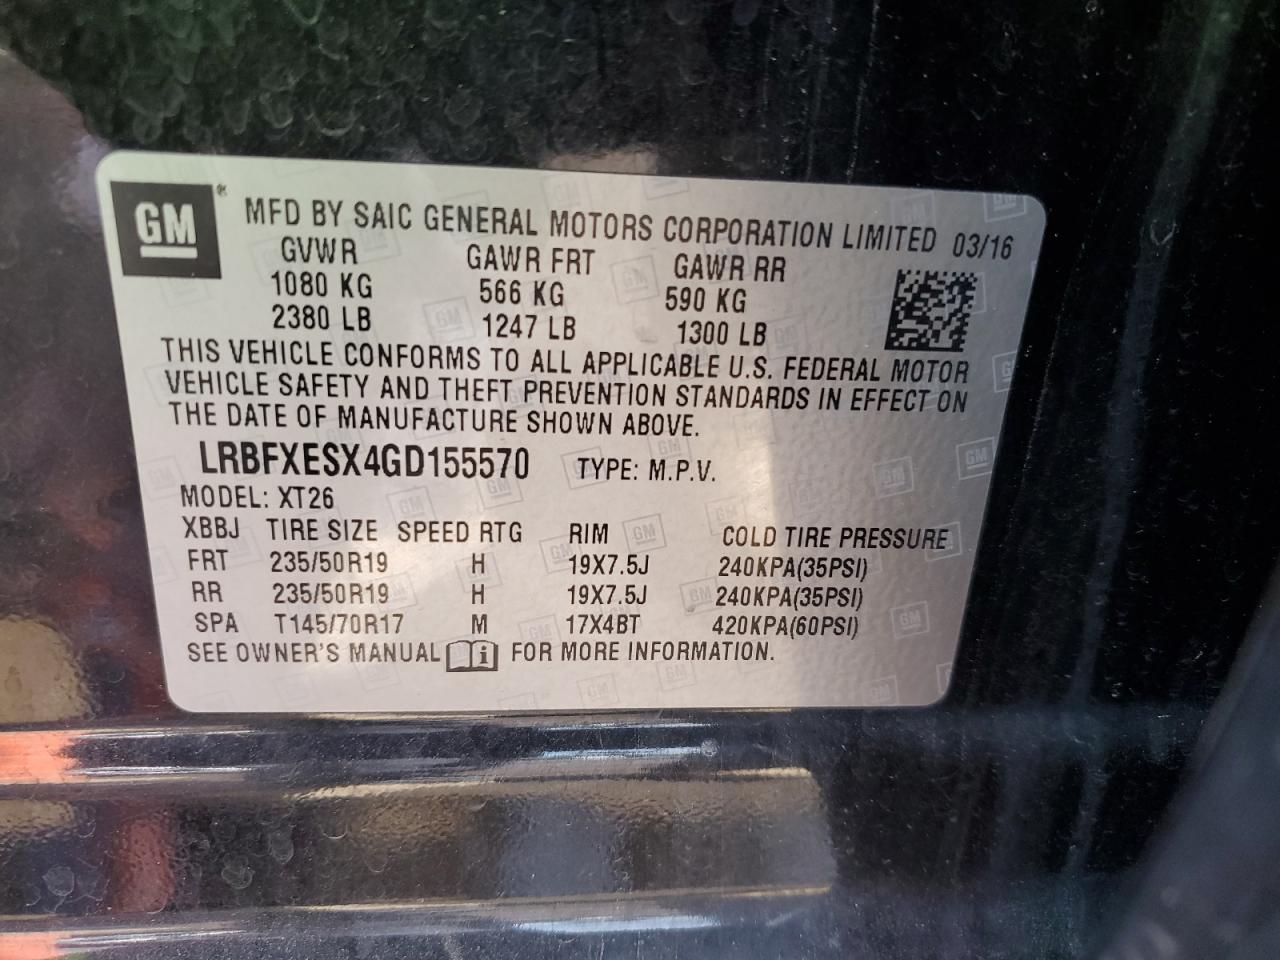 GM ® MFD BY SAIC GENERAL MOTORS CORPORATION LIMITED 03/16
GVWR GAWR FRT GAWR RR
1080 KG 566 KG 590 KG
2380 LB 1247 LB 1300 LB
THIS VEHICLE CONFORMS TO ALL APPLICABLE U.S. FEDERAL MOTOR
VEHICLE SAFETY AND THEFT PREVENTION STANDARDS IN EFFECT ON
THE DATE OF MANUFACTURE SHOWN ABOVE.
LRBFXESX4GD155570 TYPE: M.P.V.
MODEL: XT26
XBBJ TIRE SIZE SPEED RTG RIM COLD TIRE PRESSURE
FRT 235/50R19 H 19X7.5J 240KPA(35PSI)
RR 235/50R19 H 19X7.5J 240KPA(35PSI)
SPA T145/70R17 M 17X4BT 420KPA(60PSI)
SEE OWNER'S MANUAL i FOR MORE INFORMATION.